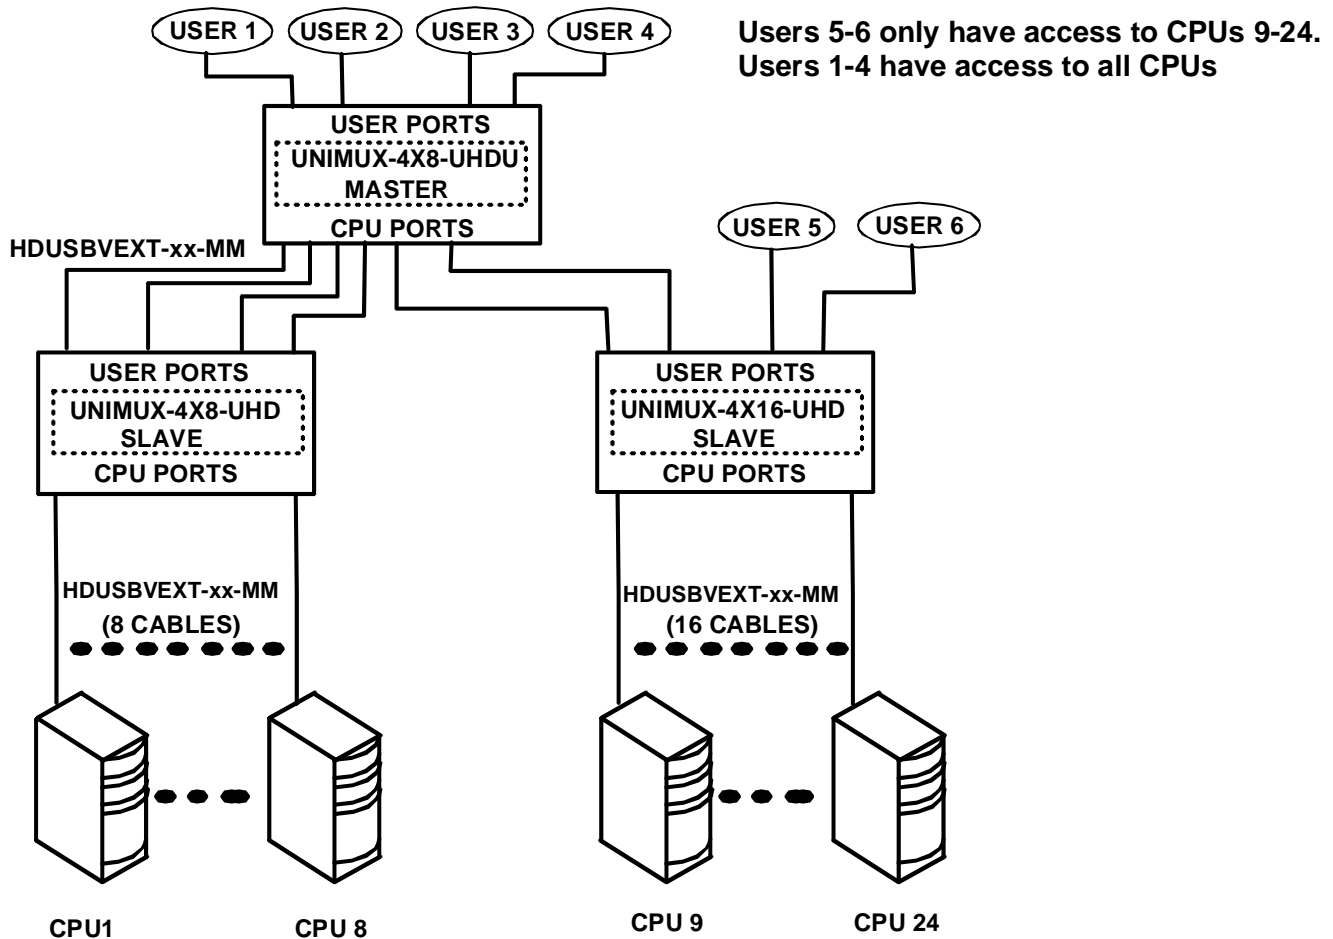 USER 1
USER 2
USER 3
USER 4
Users 5-6 only have access to CPUs 9-24.
Users 1-4 have access to all CPUs
USER PORTS
UNIMUX-4X8-UHDU
MASTER
CPU PORTS
USER 5
USER 6
HDUSBVEXT-xx-MM
USER PORTS
UNIMUX-4X8-UHD
SLAVE
CPU PORTS
USER PORTS
UNIMUX-4X16-UHD
SLAVE
CPU PORTS
HDUSBVEXT-xx-MM
(8 CABLES)
HDUSBVEXT-xx-MM
(16 CABLES)
CPU1
CPU 8
CPU 9
CPU 24